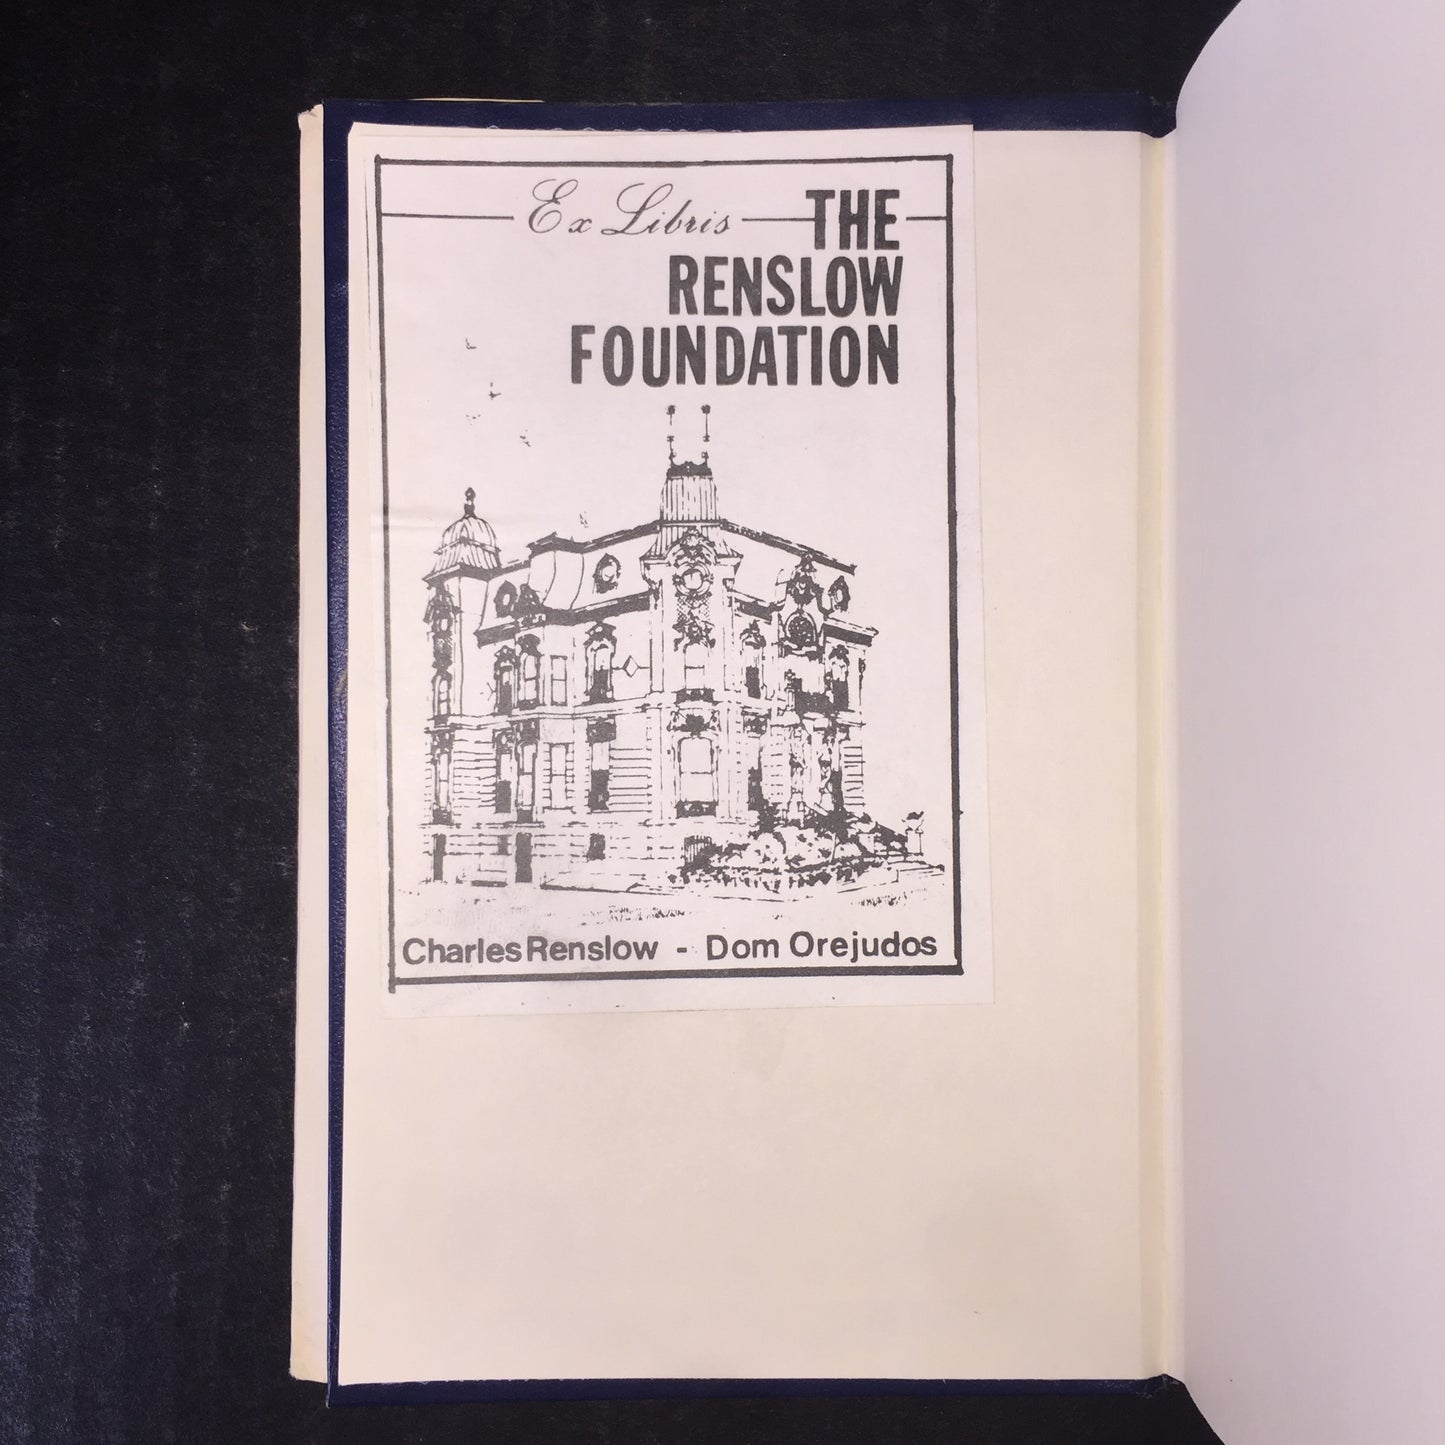 Ex Libris THE
RENSLOW
FOUNDATION
Charles Renslow - Dom Orejudos